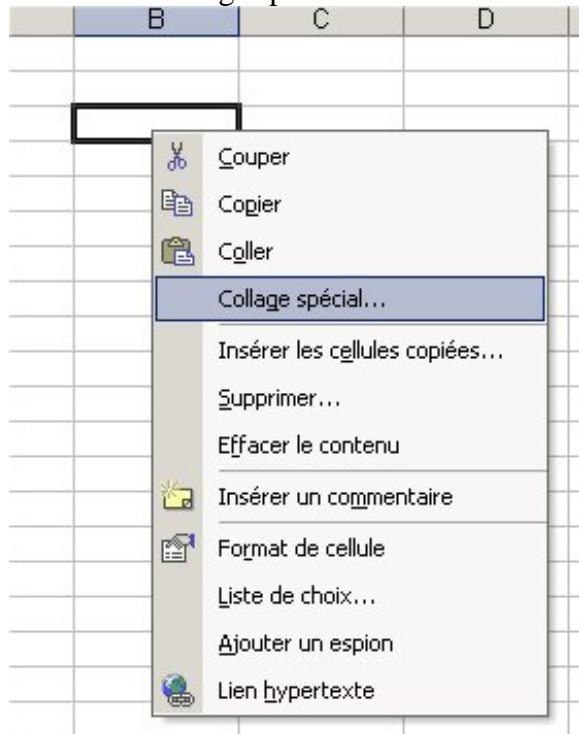 B C D
Couper
Copier
Coller
Collage spécial...
Insérer les cellules copiées...
Supprimer...
Effacer le contenu
Insérer un commentaire
Format de cellule
Liste de choix...
Ajouter un espion
Lien hypertexte